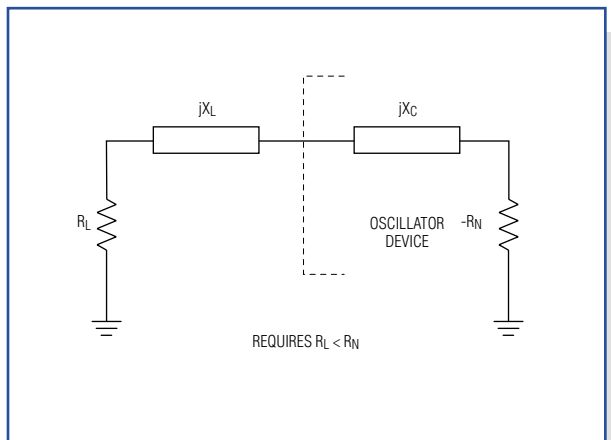 jXL
jXC
RL
OSCILLATOR
DEVICE
-RN
REQUIRES RL < RN